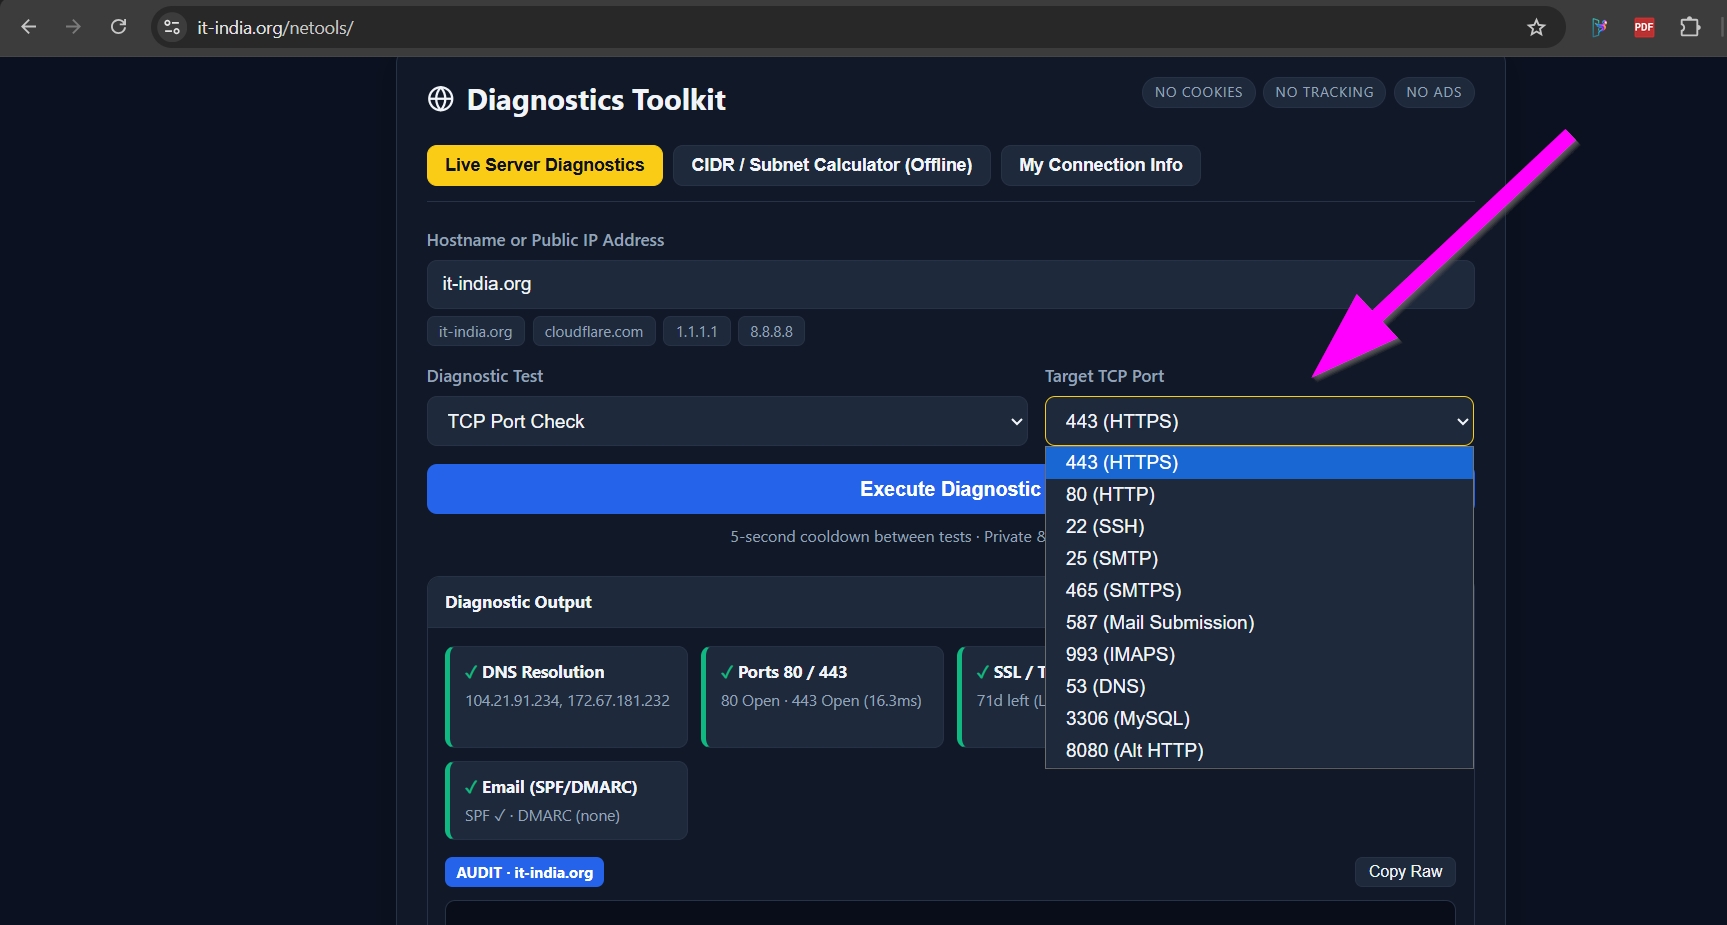 it-india.org/netools/
PDF
Diagnostics Toolkit
NO COOKIES
NO TRACKING
NO ADS
Live Server Diagnostics
CIDR / Subnet Calculator (Offline)
My Connection Info
Hostname or Public IP Address
it-india.org
it-india.org
cloudflare.com
1.1.1.1
8.8.8.8
Diagnostic Test
Target TCP Port
TCP Port Check
443 (HTTPS)
443 (HTTPS)
80 (HTTP)
22 (SSH)
25 (SMTP)
465 (SMTPS)
587 (Mail Submission)
993 (IMAPS)
53 (DNS)
3306 (MySQL)
8080 (Alt HTTP)
Execute Diagnostic
5-second cooldown between tests · Private &
Diagnostic Output
✓ DNS Resolution
104.21.91.234, 172.67.181.232
✓ Ports 80 / 443
80 Open · 443 Open (16.3ms)
✓ SSL / T
71d left (L
✓ Email (SPF/DMARC)
SPF ✓ · DMARC (none)
AUDIT · it-india.org
Copy Raw